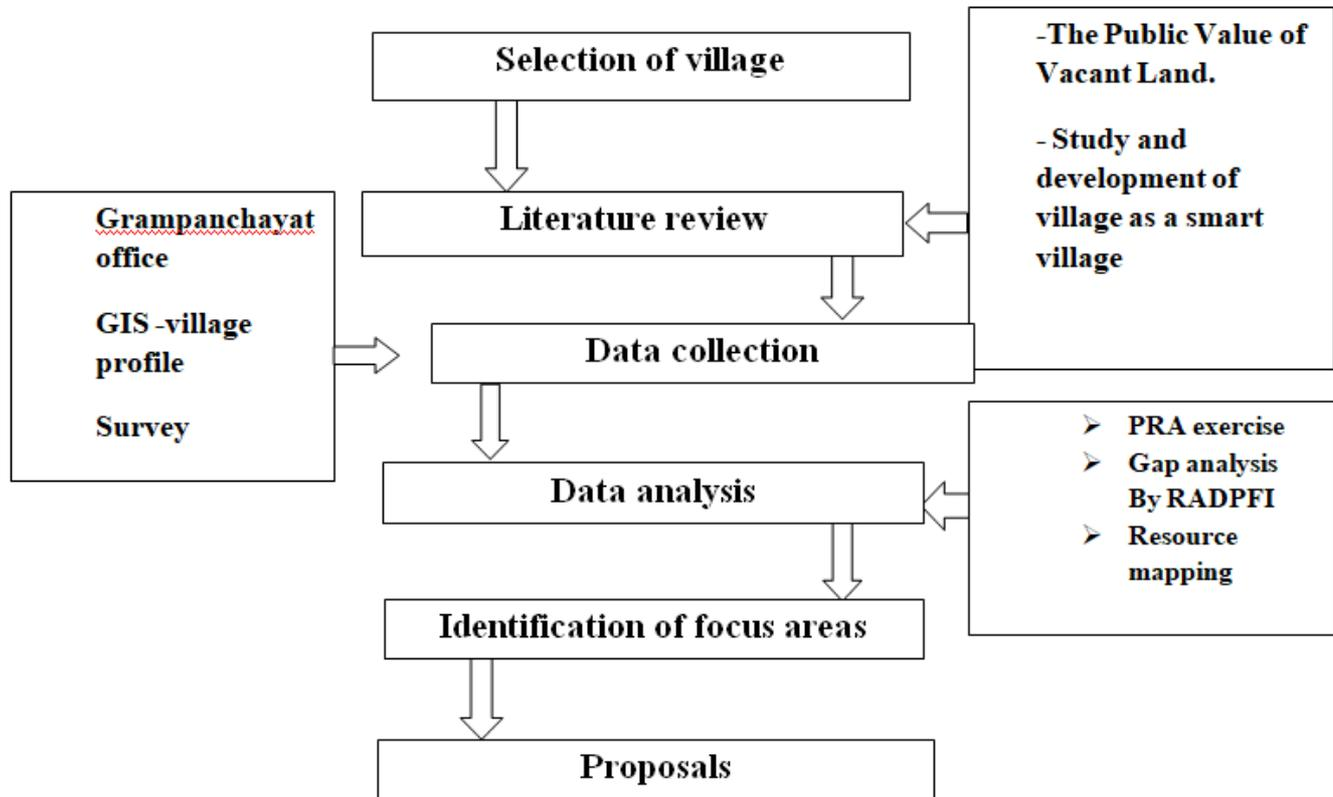 Selection of village
-The Public Value of
Vacant Land.
- Study and
development of
village as a smart
village
Literature review
Grampanchayat
office
GIS -village
profile
Survey
Data collection
Data analysis
➢ PRA exercise
➢ Gap analysis
By RADPFI
➢ Resource
mapping
Identification of focus areas
Proposals